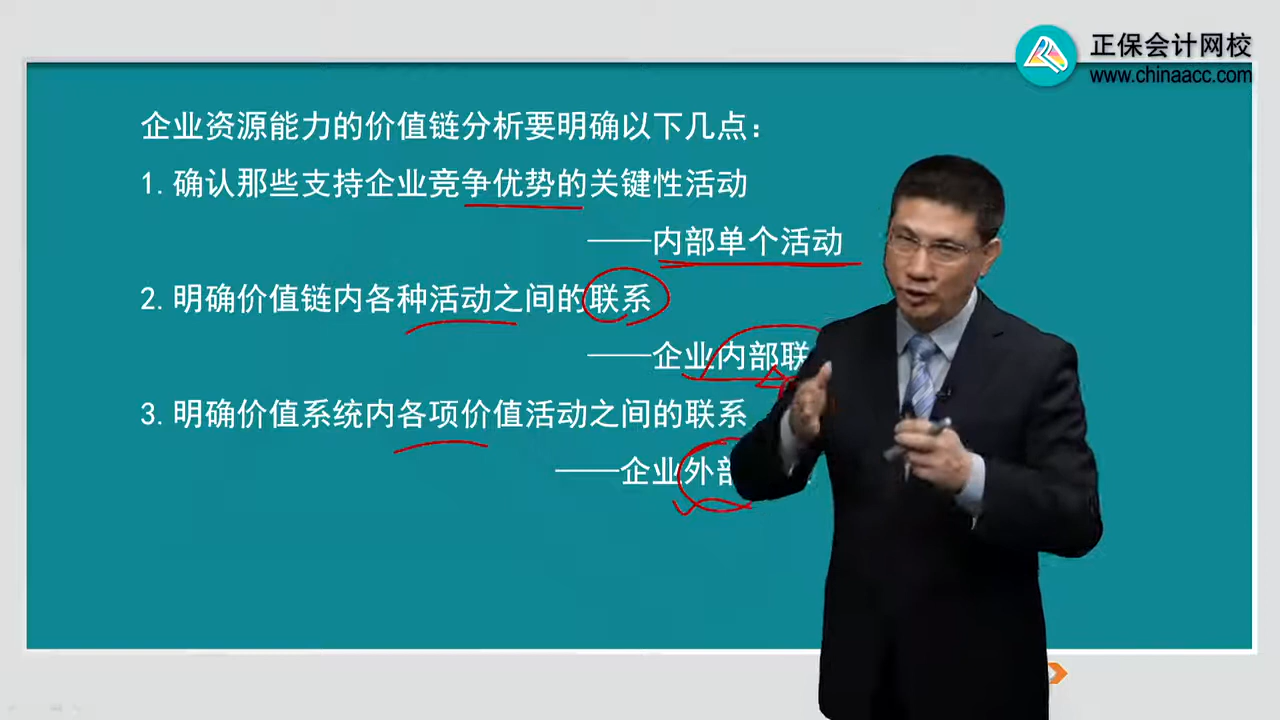 正保会计网校
www.chinaacc.com
企业资源能力的价值链分析要明确以下几点：
1.确认那些支持企业竞争优势的关键性活动
——内部单个活动
2.明确价值链内各种活动之间的联系
——企业内部联
3.明确价值系统内各项价值活动之间的联系
——企业外部